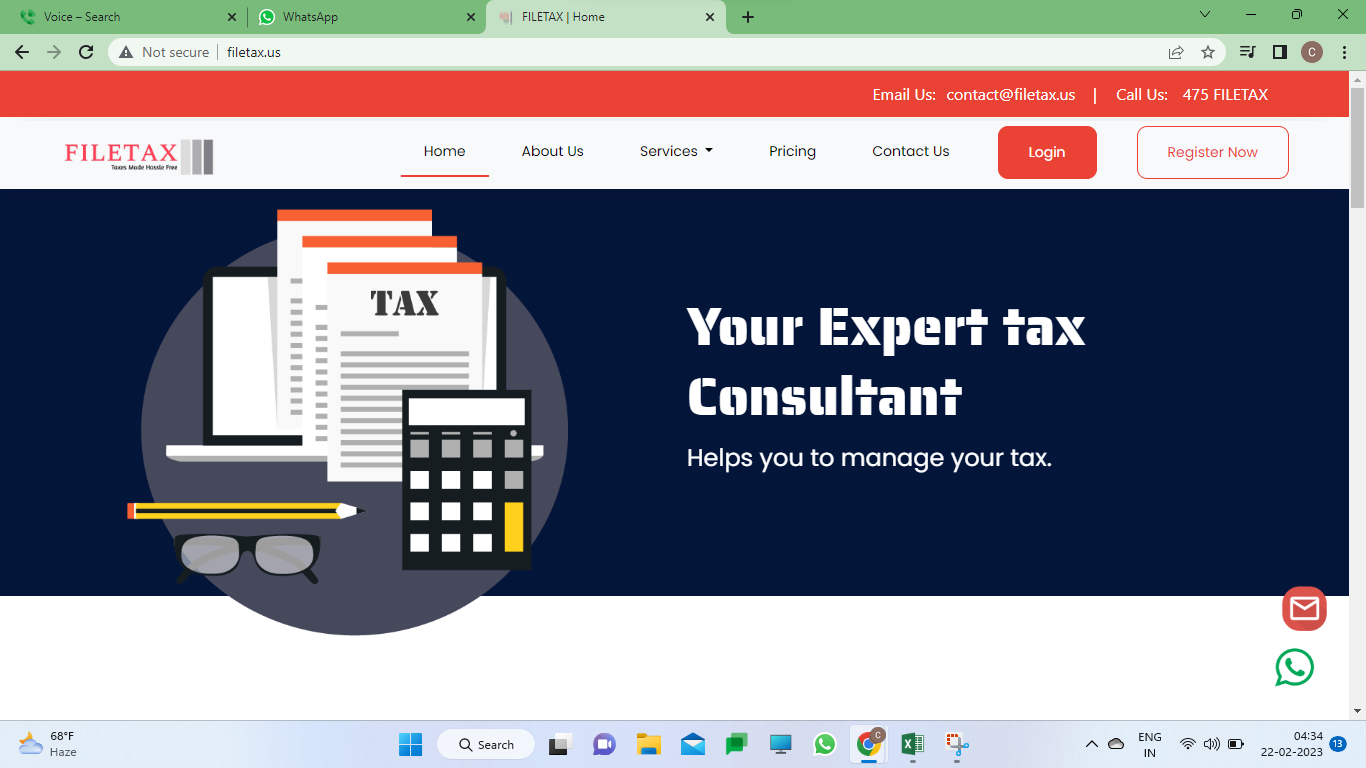 Voice – Search
WhatsApp
FILETAX | Home
Not secure
filetax.us
C
Email Us: contact@filetax.us | Call Us: 475 FILETAX
FILETAX
Taxes Made Hassle Free
Home
About Us
Services
Pricing
Contact Us
Login
Register Now
TAX
Your Expert tax
Consultant
Helps you to manage your tax.
68°F
Haze
Search
C
ENG
IN
04:34
22-02-2023
13